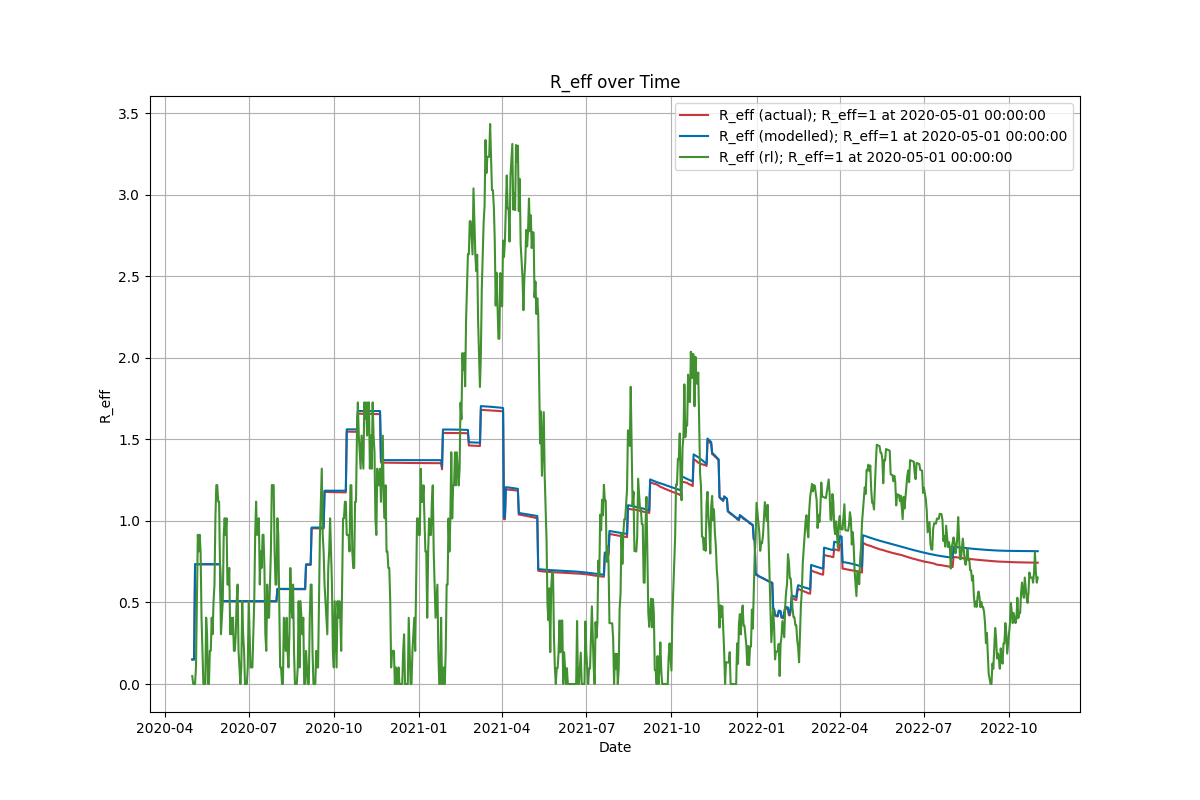 R_eff over Time
R_eff (actual); R_eff=1 at 2020-05-01 00:00:00
R_eff (modelled); R_eff=1 at 2020-05-01 00:00:00
R_eff (rl); R_eff=1 at 2020-05-01 00:00:00
3.5
3.0
2.5
2.0
1.5
1.0
0.5
0.0
R_eff
2020-04 2020-07 2020-10 2021-01 2021-04 2021-07 2021-10 2022-01 2022-04 2022-07 2022-10
Date